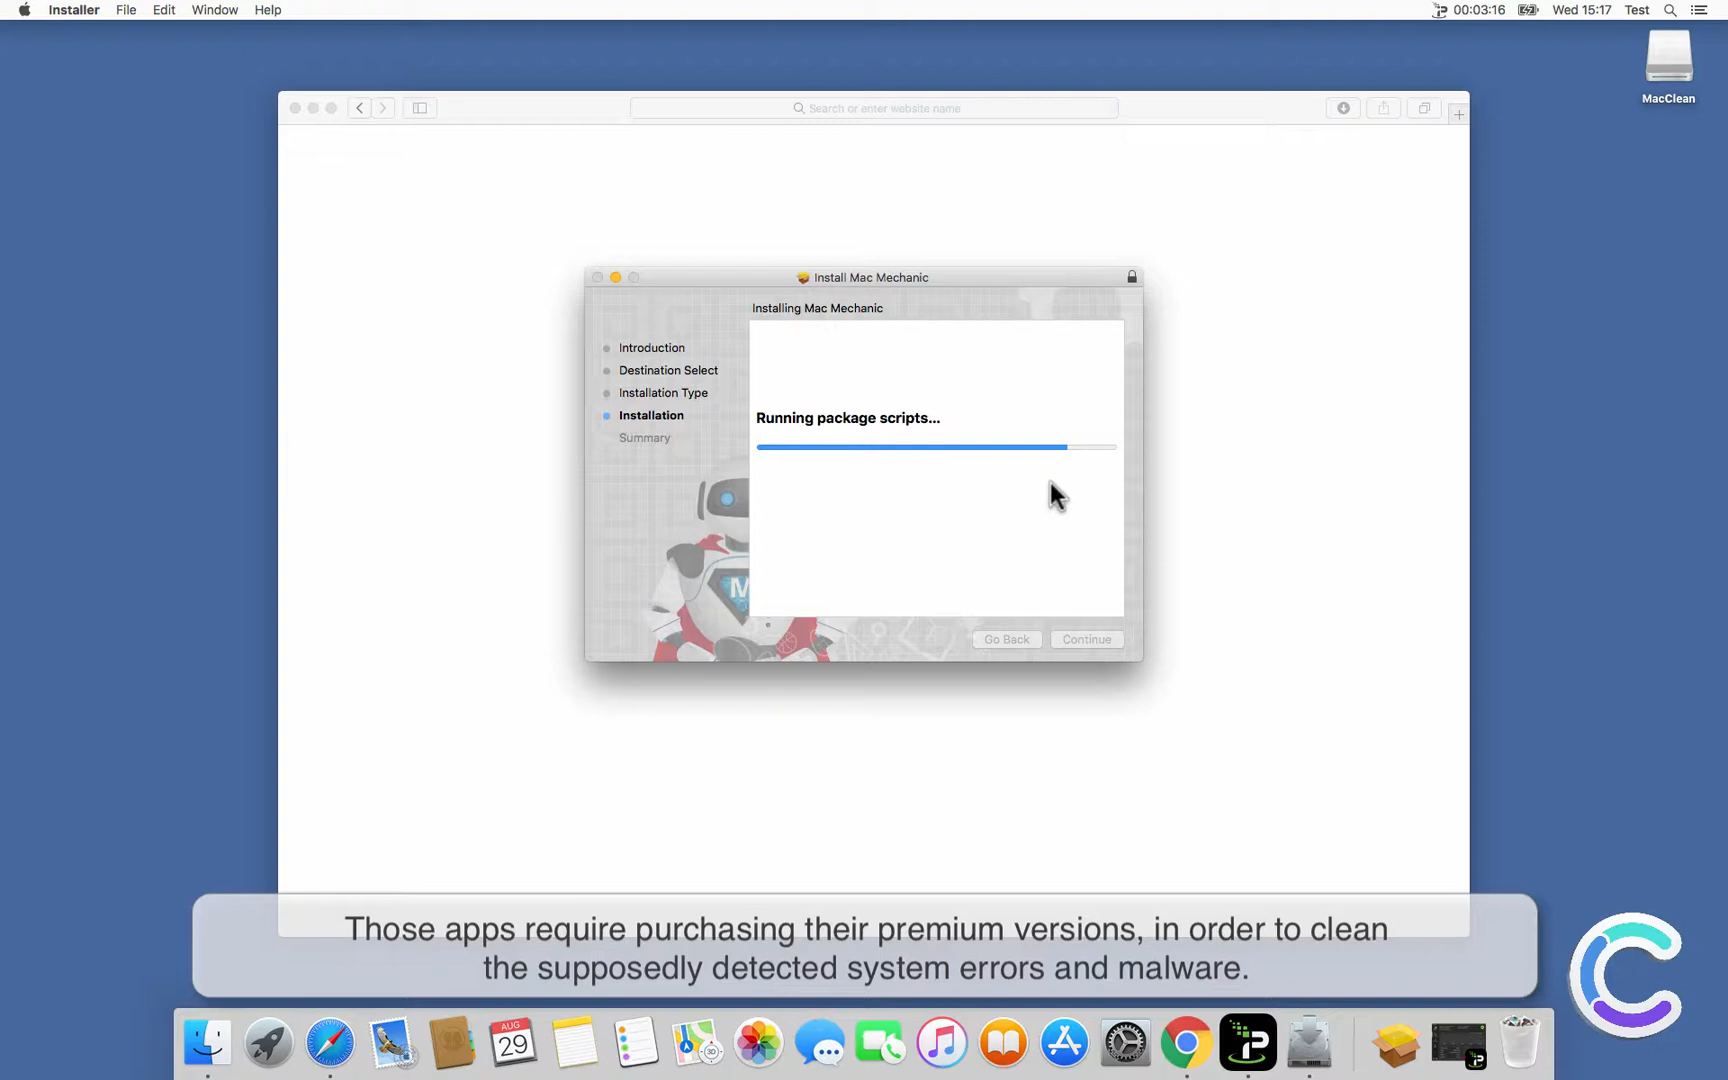 Installer File Edit Window Help 00:03:16 Wed 15:17 Test
MacClean
Search or enter website name
Install Mac Mechanic
Installing Mac Mechanic
Introduction
Destination Select
Installation Type
Installation
Summary
Running package scripts...
M
Go Back Continue
Those apps require purchasing their premium versions, in order to clean
the supposedly detected system errors and malware.
AUG
29
3D